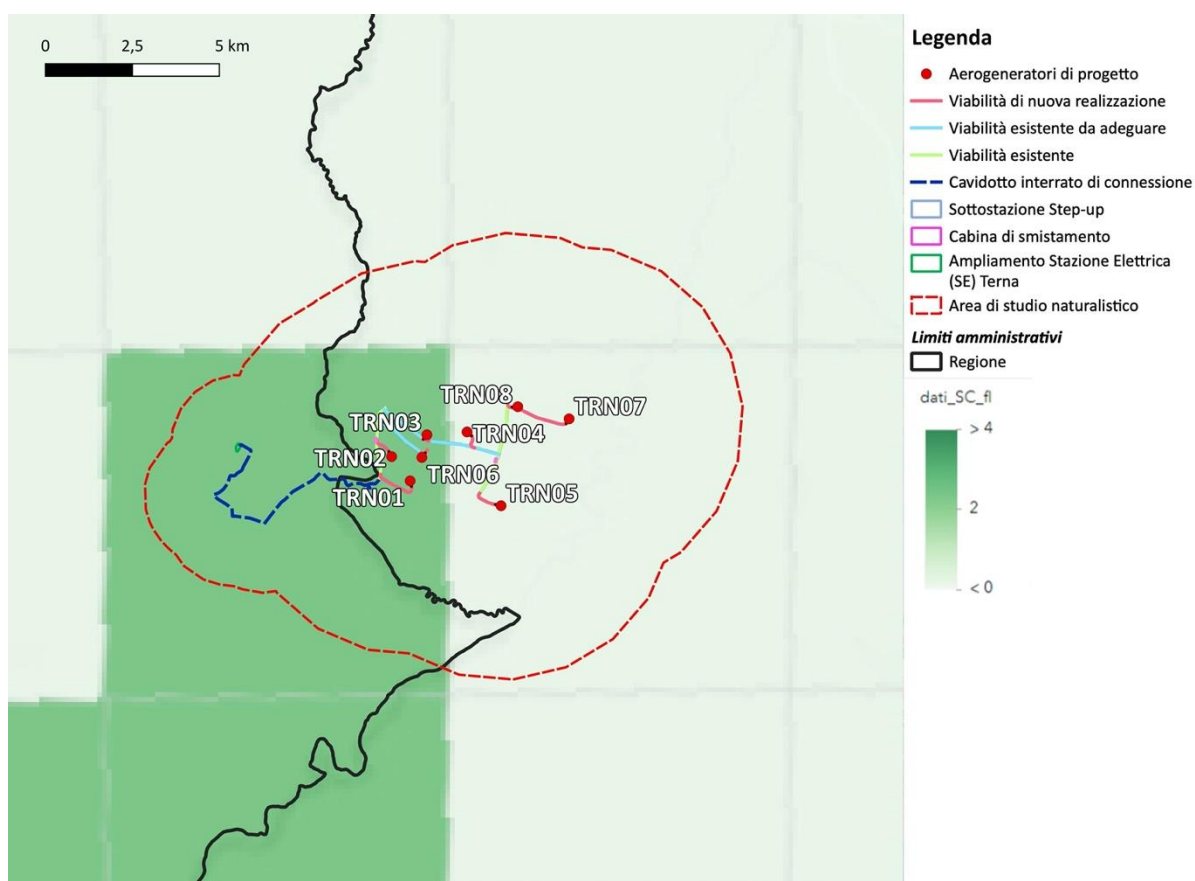 0 2,5 5 km
TRN08
TRN07
TRN03
TRN04
TRN02
TRN06
TRN01
TRN05
Legenda
Aerogeneratori di progetto
Viabilità di nuova realizzazione
Viabilità esistente da adeguare
Viabilità esistente
Cavidotto interrato di connessione
Sottostazione Step-up
Cabina di smistamento
Ampliamento Stazione Elettrica
(SE) Terna
Area di studio naturalistico
Limiti amministrativi
Regione
dati_SC_fl
> 4
2
< 0